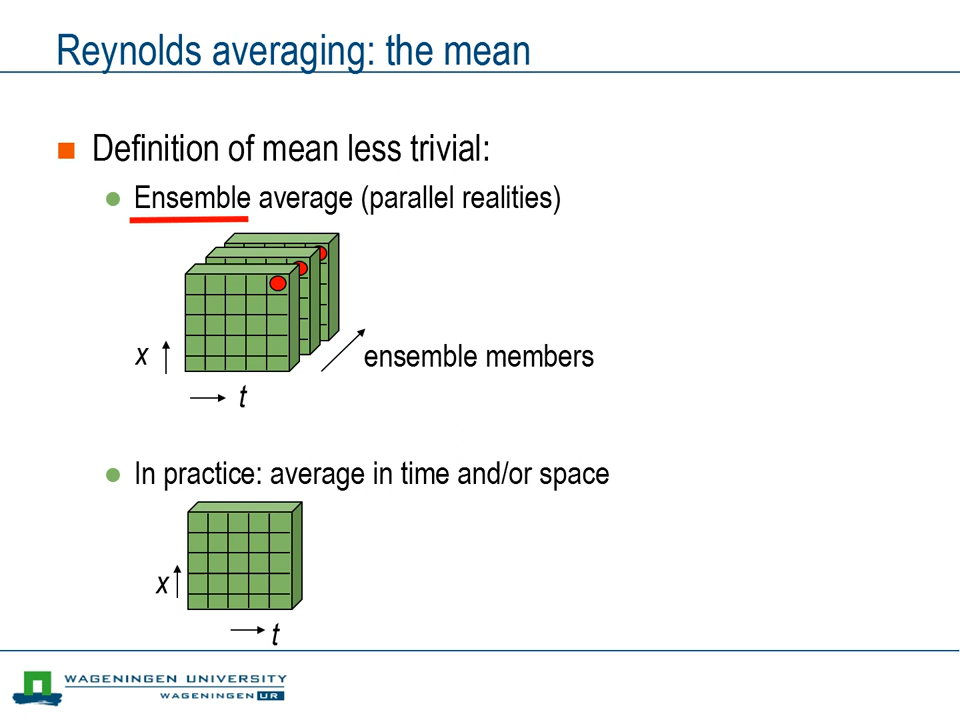 Reynolds averaging: the mean
Definition of mean less trivial:
Ensemble average (parallel realities)
x
ensemble members
t
In practice: average in time and/or space
x
t
WAGENINGEN UNIVERSITY
WAGENINGEN UR